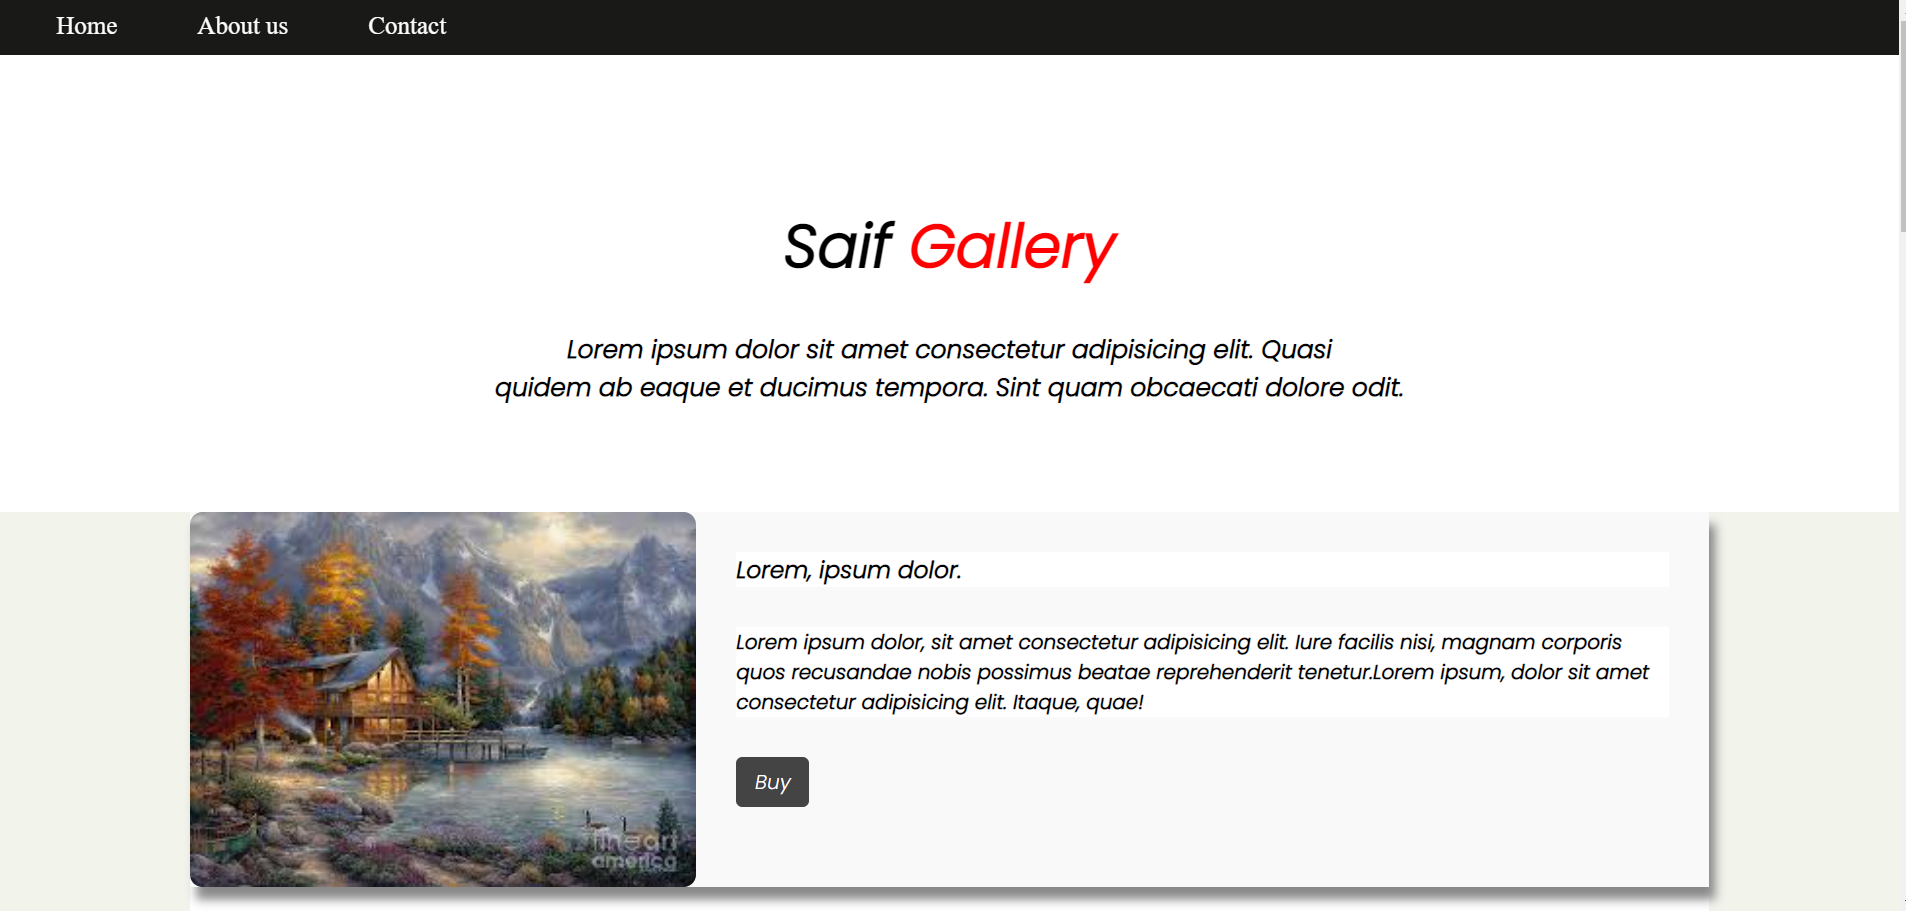 Home About us Contact
Saif Gallery
Lorem ipsum dolor sit amet consectetur adipisicing elit. Quasi
quidem ab eaque et ducimus tempora. Sint quam obcaecati dolore odit.
Lorem, ipsum dolor.
Lorem ipsum dolor, sit amet consectetur adipisicing elit. Iure facilis nisi, magnam corporis
quos recusandae nobis possimus beatae reprehenderit tenetur.Lorem ipsum, dolor sit amet
consectetur adipisicing elit. Itaque, quae!
Buy
fineart
america